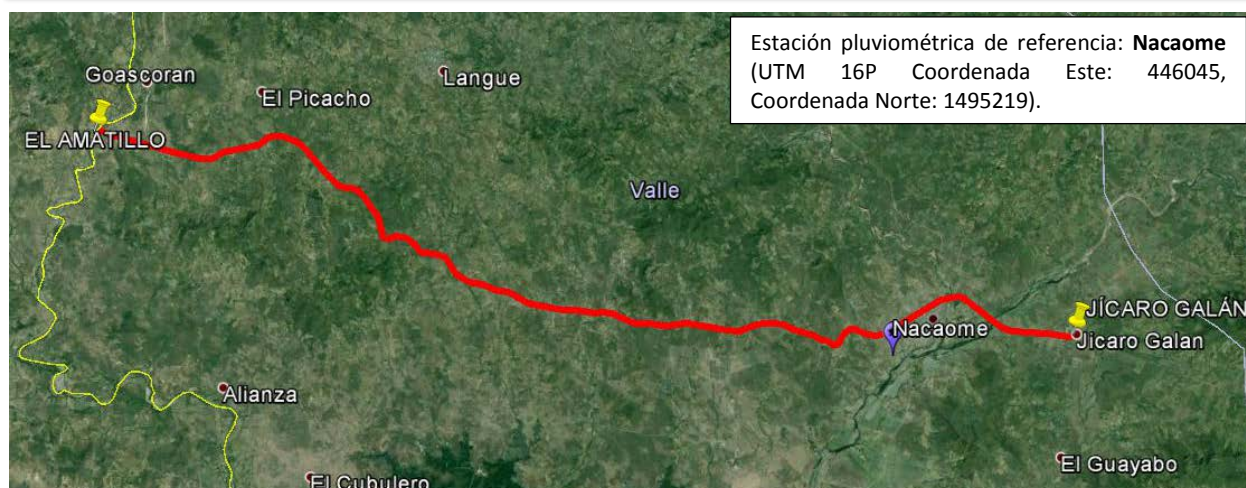 Estación pluviométrica de referencia: Nacaome
(UTM 16P Coordenada Este: 446045,
Coordenada Norte: 1495219).
Goascoran
Langue
El Picacho
EL AMATILLO
Valle
JÍCARO GALÁN
Nacaome
Jicaro Galan
Alianza
El Guayabo
El Cubulero